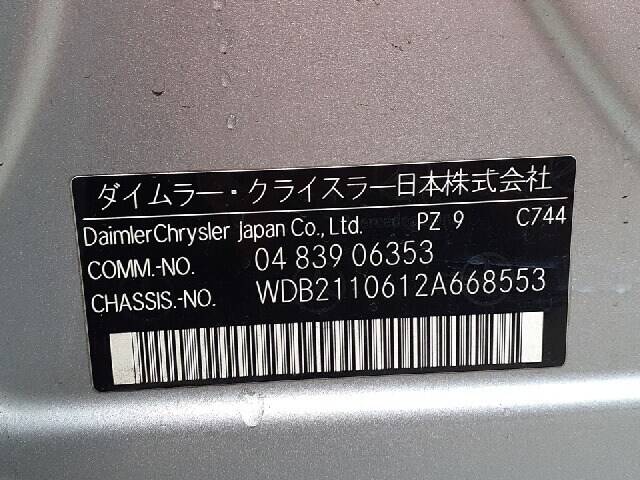 ダイムラー・クライスラー日本株式会社
DaimlerChrysler Japan Co., Ltd. PZ 9 C744
COMM.-NO. 04 839 06353
CHASSIS.-NO. WDB2110612A668553